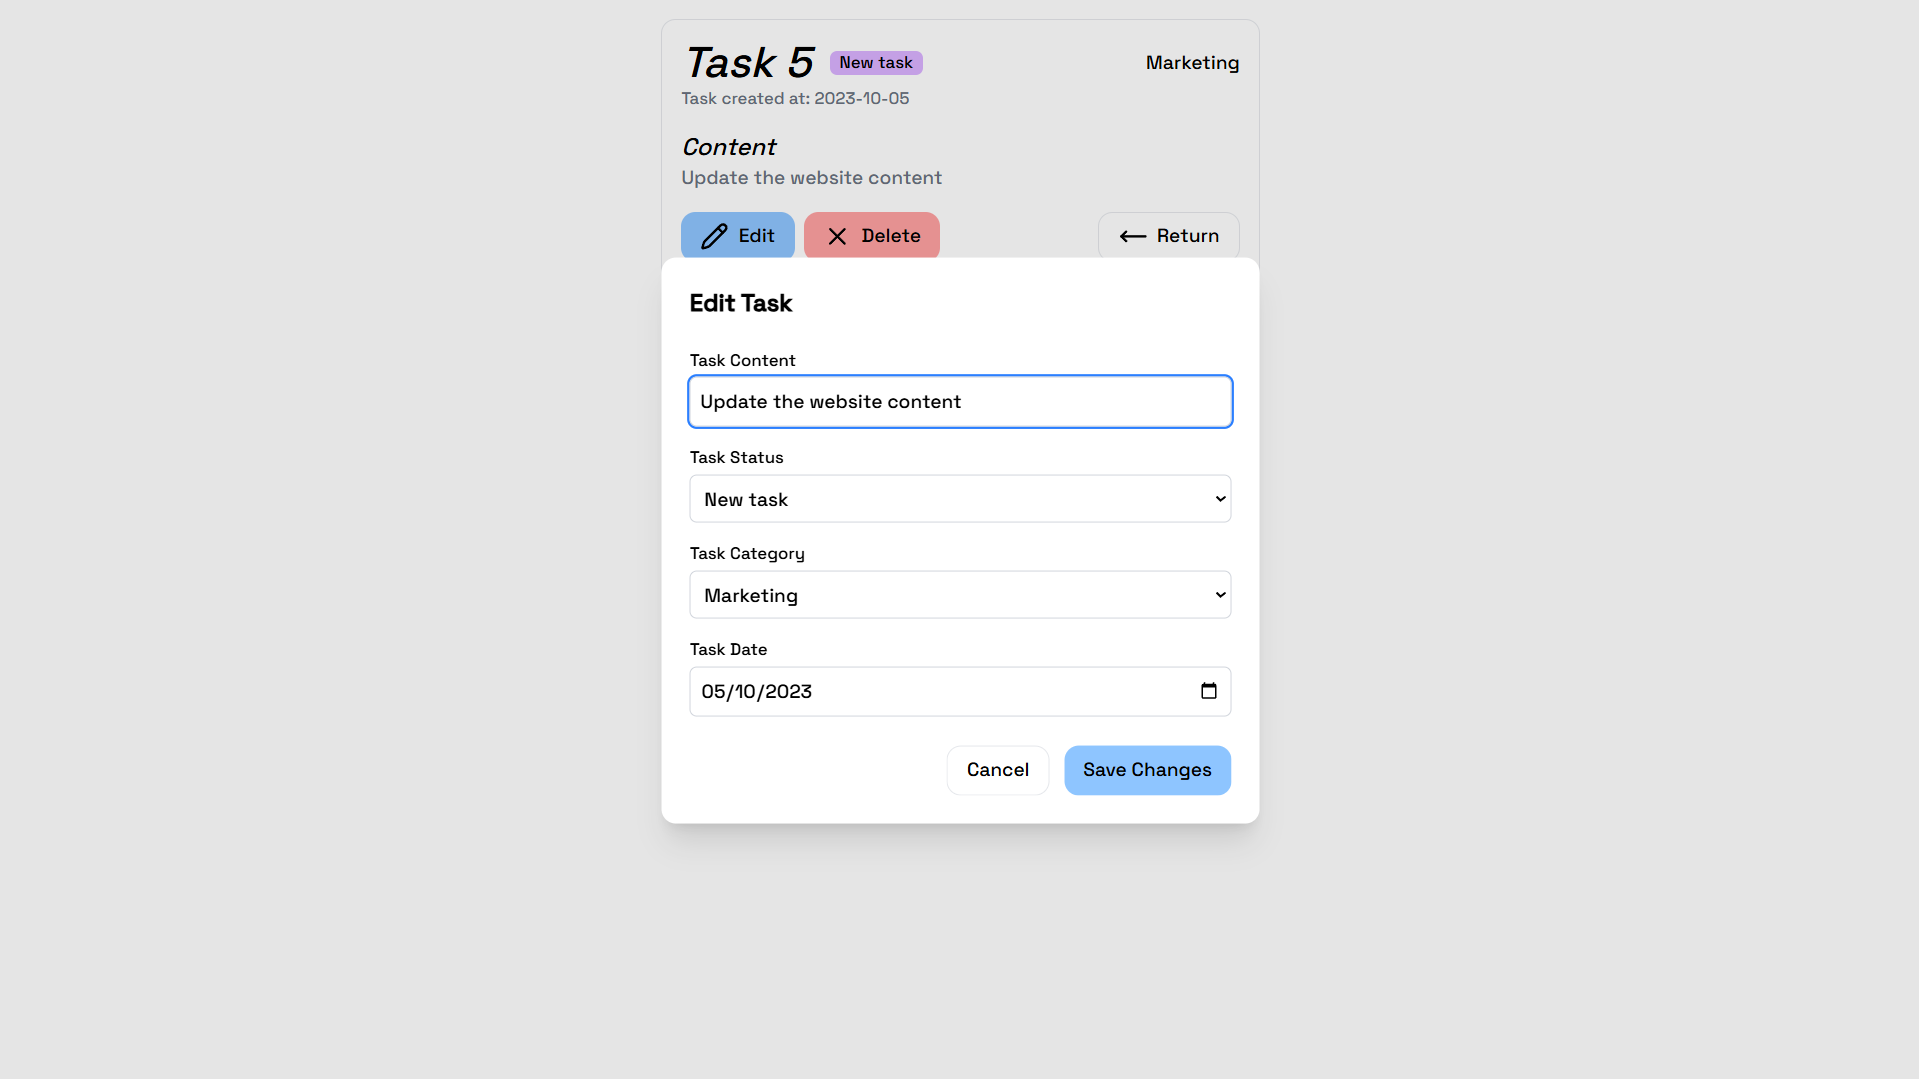 Task 5 New task Marketing
Task created at: 2023-10-05
Content
Update the website content
Edit Delete Return
Edit Task
Task Content
Update the website content
Task Status
New task
Task Category
Marketing
Task Date
05/10/2023
Cancel Save Changes